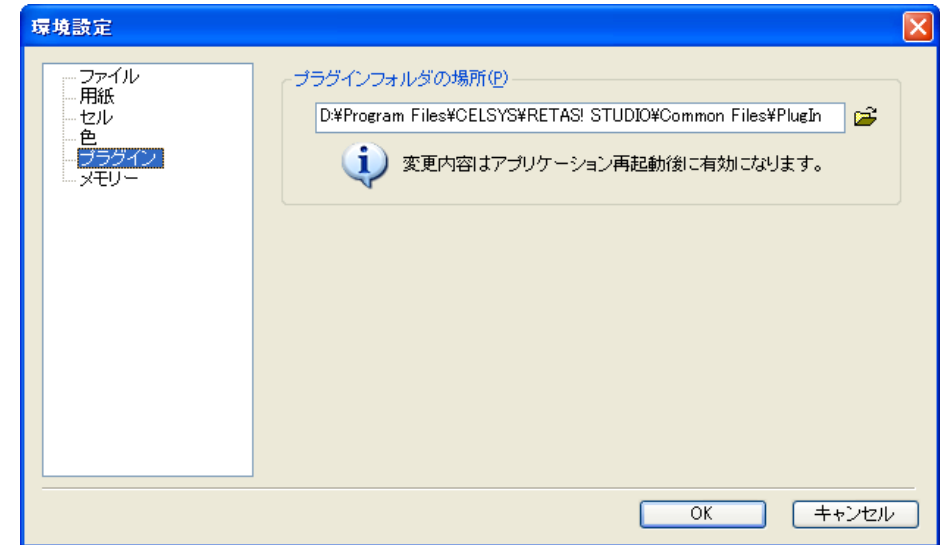 環境設定
ファイル
用紙
セル
色
プラグイン
メモリー
プラグインフォルダの場所(P)
D:¥Program Files¥CELSYS¥RETAS! STUDIO¥Common Files¥PlugIn
変更内容はアプリケーション再起動後に有効になります。
OK
キャンセル